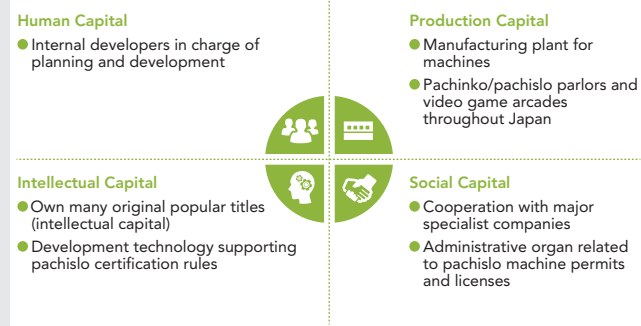 Human Capital
● Internal developers in charge of
planning and development
Production Capital
● Manufacturing plant for
machines
● Pachinko/pachislo parlors and
video game arcades
throughout Japan
Intellectual Capital
● Own many original popular titles
(intellectual capital)
● Development technology supporting
pachislo certification rules
Social Capital
● Cooperation with major
specialist companies
● Administrative organ related
to pachislo machine permits
and licenses